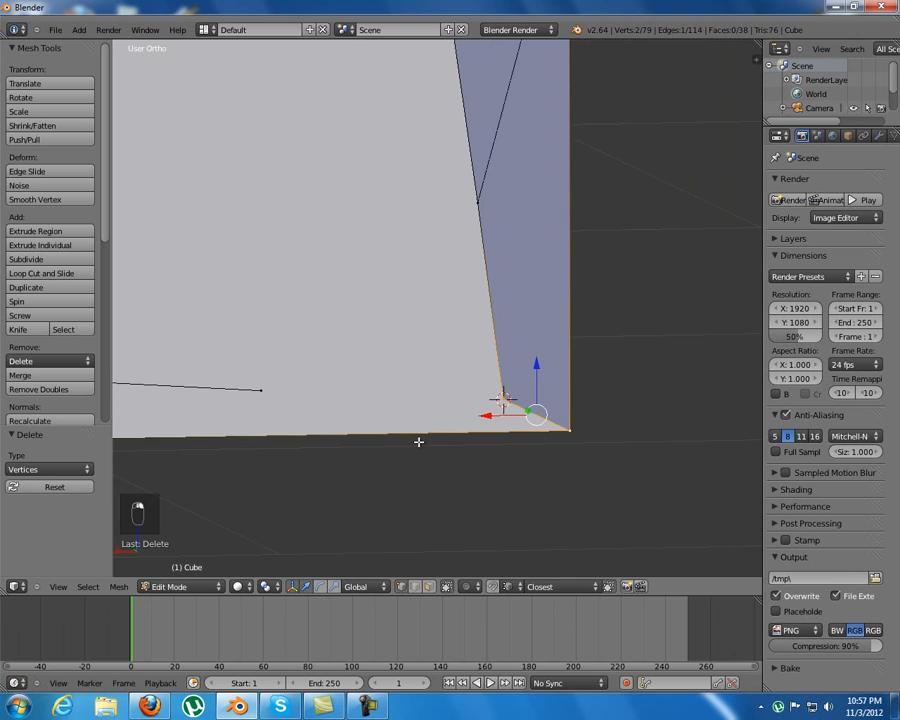 Blender
File Add Render Window Help Default Scene Blender Render v2.64 | Verts:2/79 | Edges:1/114 | Faces:0/38 | Tris:76 | Cube
Mesh Tools
Transform:
Translate
Rotate
Scale
Shrink/Fatten
Push/Pull
Deform:
Edge Slide
Noise
Smooth Vertex
Add:
Extrude Region
Extrude Individual
Subdivide
Loop Cut and Slide
Duplicate
Spin
Screw
Knife Select
Remove:
Delete
Merge
Remove Doubles
Normals:
Recalculate
Delete
Type
Vertices
Reset
User Ortho
Last: Delete
(1) Cube
View Search All Sce
Scene
RenderLaye
World
Camera
Scene
Render
Render Animat Play
Display: Image Editor
Layers
Dimensions
Render Presets
Resolution: Frame Range:
X: 1920 Start Fr: 1
Y: 1080 End : 250
50% Frame : 1
Aspect Ratio: Frame Rate:
X: 1.000 24 fps
Y: 1.000 Time Remappi
B Cr 10 10
Anti-Aliasing
5 8 11 16 Mitchell-N
Full Sampl Siz: 1.000
Sampled Motion Blur
Shading
Performance
Post Processing
Stamp
Output
/tmp\
Overwrite File Exte
Placeholde
PNG BW RGB RGB
Compression: 90%
Bake
View Select Mesh Edit Mode Global Closest
-40 -20 0 20 40 60 80 100 120 140 160 180 200 220 240 260
View Marker Frame Playback Start: 1 End: 250 1 No Sync
10:57 PM
11/3/2012